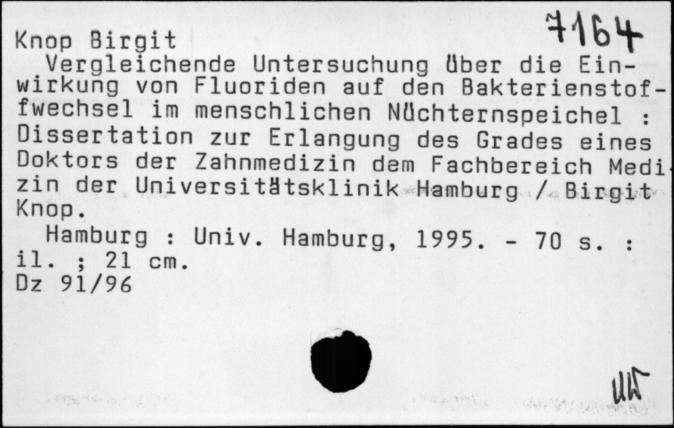 7164
Knop Birgit
Vergleichende Untersuchung über die Ein-
wirkung von Fluoriden auf den Bakterienstof-
fwechsel im menschlichen Nüchternspeichel :
Dissertation zur Erlangung des Grades eines
Doktors der Zahnmedizin dem Fachbereich Medi-
zin der Universitätsklinik Hamburg / Birgit
Knop.
Hamburg : Univ. Hamburg, 1995. - 70 s. :
il. ; 21 cm.
Dz 91/96